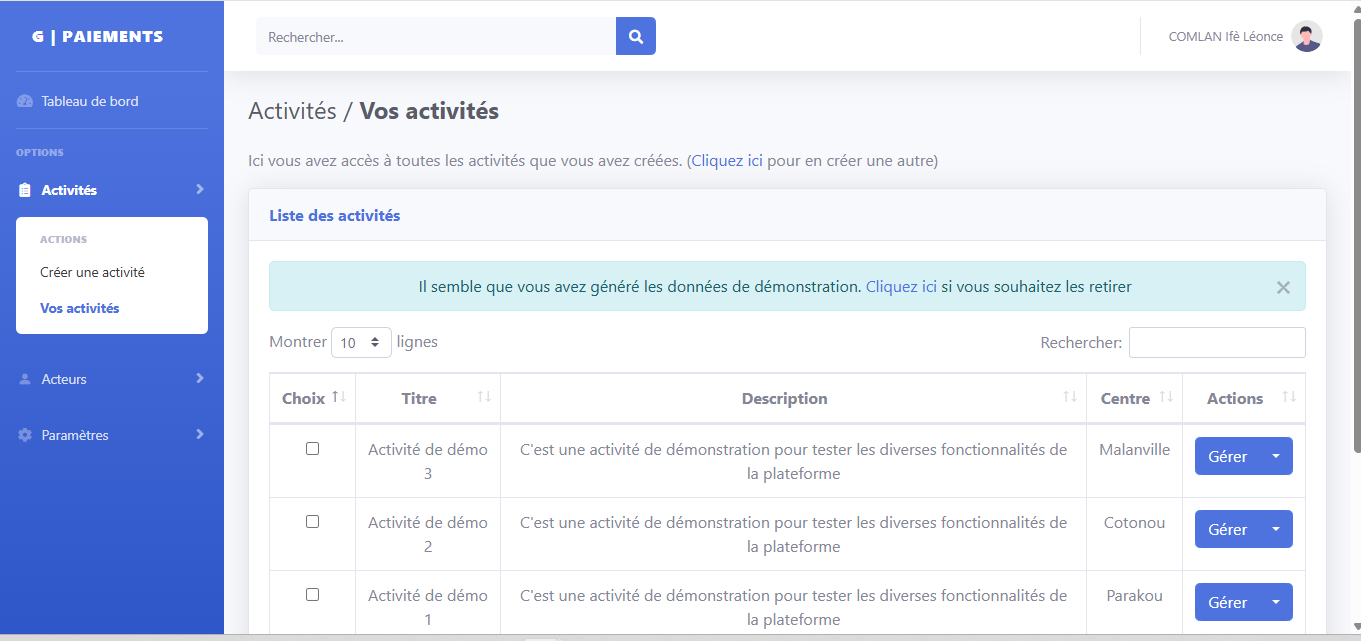 G | PAIEMENTS
Rechercher...
COMLAN Ifè Léonce
Tableau de bord
OPTIONS
Activités
ACTIONS
Créer une activité
Vos activités
Acteurs
Paramètres
Activités / Vos activités
Ici vous avez accès à toutes les activités que vous avez créées. (Cliquez ici pour en créer une autre)
Liste des activités
Il semble que vous avez généré les données de démonstration. Cliquez ici si vous souhaitez les retirer
Montrer 10 lignes
Rechercher:
Choix Titre Description Centre Actions
Activité de démo
3
C'est une activité de démonstration pour tester les diverses fonctionnalités de
la plateforme
Malanville
Gérer
Activité de démo
2
C'est une activité de démonstration pour tester les diverses fonctionnalités de
la plateforme
Cotonou
Gérer
Activité de démo
1
C'est une activité de démonstration pour tester les diverses fonctionnalités de
la plateforme
Parakou
Gérer